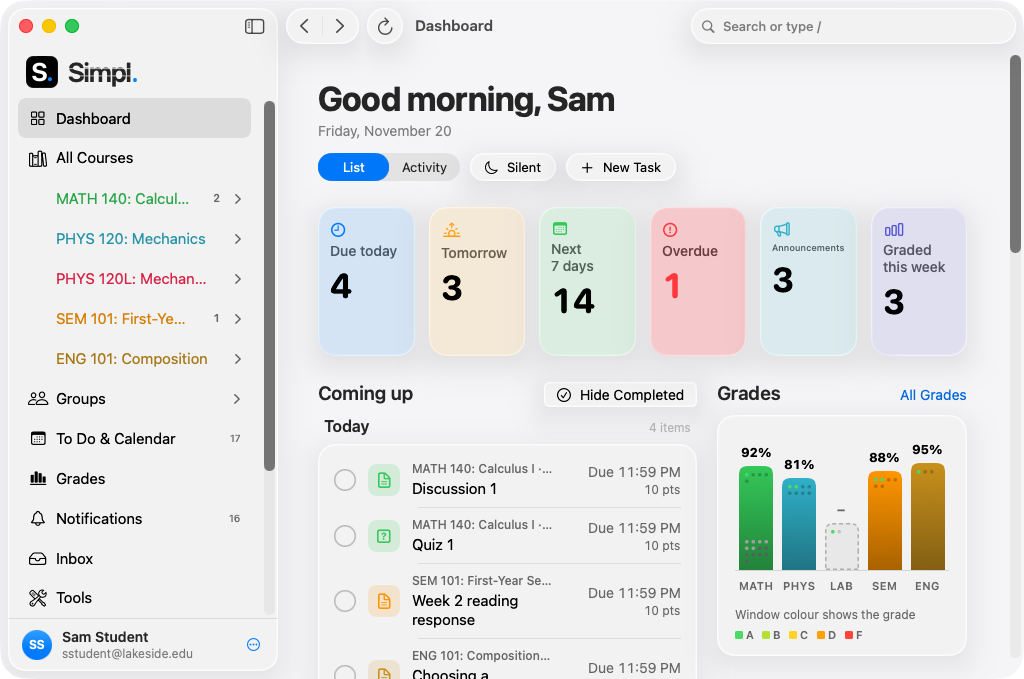 Dashboard
Search or type /
S.
Simpl.
Dashboard
All Courses
MATH 140: Calcul... 2
PHYS 120: Mechanics
PHYS 120L: Mechan...
SEM 101: First-Ye... 1
ENG 101: Composition
Groups
To Do & Calendar 17
Grades
Notifications 16
Inbox
Tools
SS
Sam Student
sstudent@lakeside.edu
Good morning, Sam
Friday, November 20
List Activity Silent + New Task
Due today
4
Tomorrow
3
Next
7 days
14
Overdue
1
Announcements
3
Graded
this week
3
Coming up
Hide Completed
Today
4 items
MATH 140: Calculus I ·...
Discussion 1
Due 11:59 PM
10 pts
MATH 140: Calculus I ·...
Quiz 1
Due 11:59 PM
10 pts
SEM 101: First-Year Se...
Week 2 reading
response
Due 11:59 PM
10 pts
ENG 101: Composition...
Choosing a
Due 11:59 PM
Grades
All Grades
92% 81% – 88% 95%
MATH PHYS LAB SEM ENG
Window colour shows the grade
A B C D F